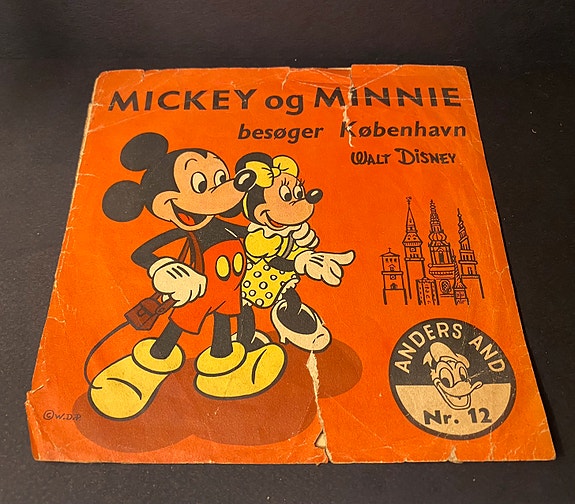 MICKEY og MINNIE
besøger København
WALT DISNEY
ANDERS AND
Nr. 12
©W.D.P.